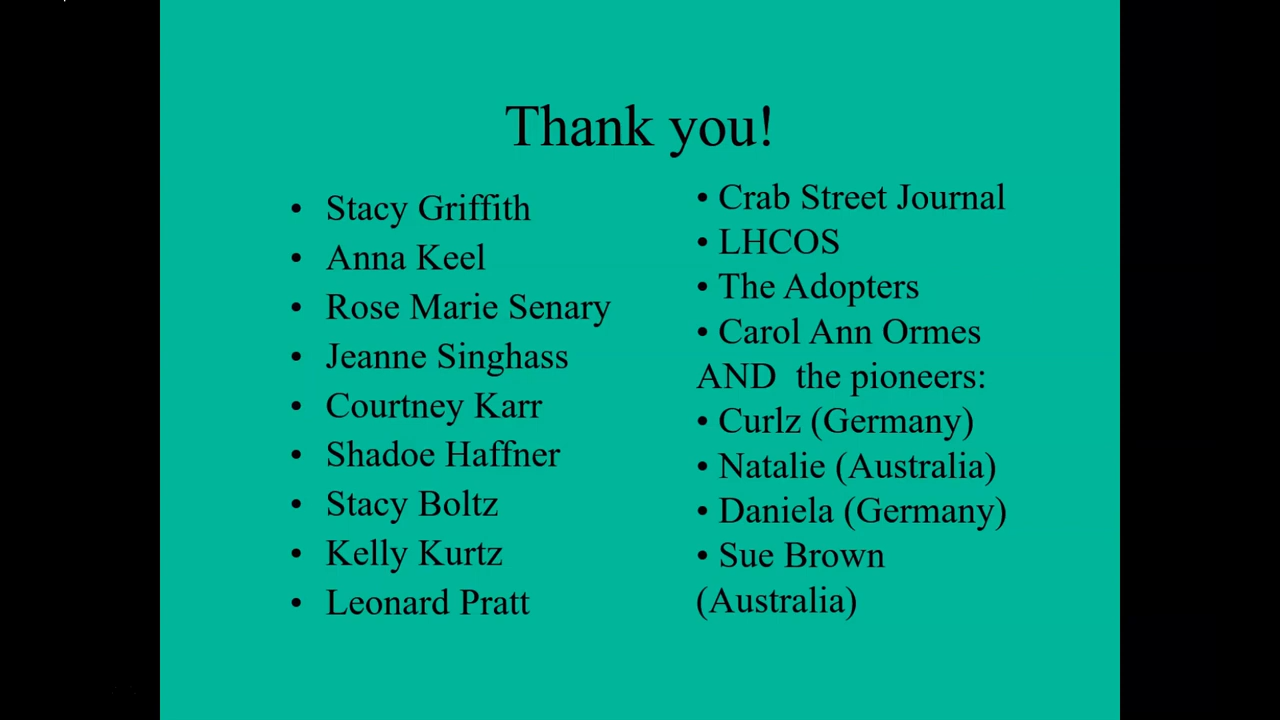 Thank you!
• Stacy Griffith
• Anna Keel
• Rose Marie Senary
• Jeanne Singhass
• Courtney Karr
• Shadoe Haffner
• Stacy Boltz
• Kelly Kurtz
• Leonard Pratt
• Crab Street Journal
• LHCOS
• The Adopters
• Carol Ann Ormes
AND the pioneers:
• Curlz (Germany)
• Natalie (Australia)
• Daniela (Germany)
• Sue Brown
(Australia)